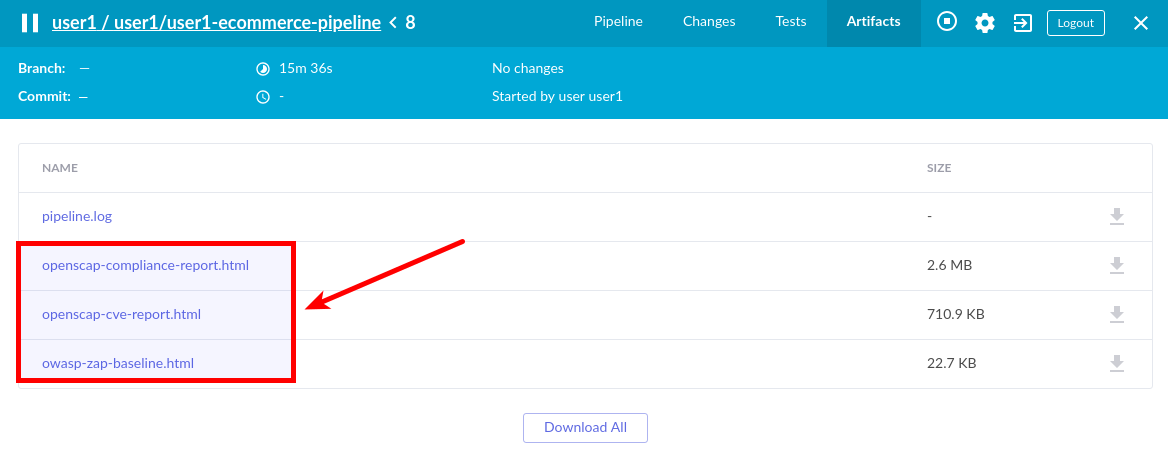 user1 / user1/user1-ecommerce-pipeline < 8 Pipeline Changes Tests Artifacts Logout
Branch: — 15m 36s No changes
Commit: — - Started by user user1
NAME SIZE
pipeline.log -
openscap-compliance-report.html 2.6 MB
openscap-cve-report.html 710.9 KB
owasp-zap-baseline.html 22.7 KB
Download All